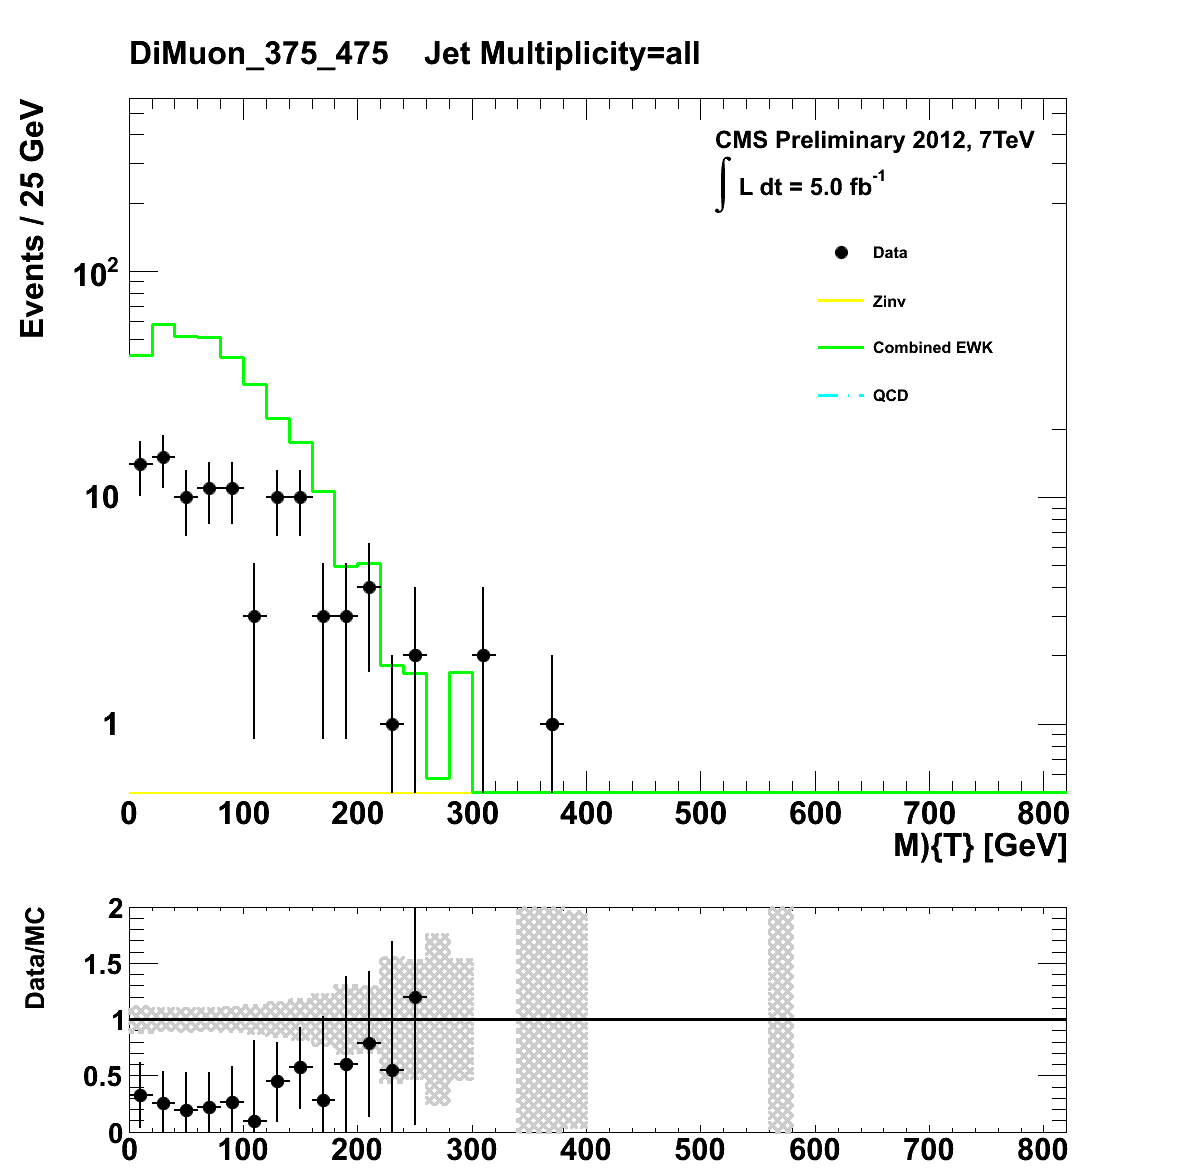 DiMuon_375_475 Jet Multiplicity=all
Events / 25 GeV
CMS Preliminary 2012, 7TeV
∫ L dt = 5.0 fb-1
Data
Zinv
Combined EWK
QCD
10²
10
1
0 100 200 300 400 500 600 700 800
M){T} [GeV]
Data/MC
2
1.5
1
0.5
0
0 100 200 300 400 500 600 700 800